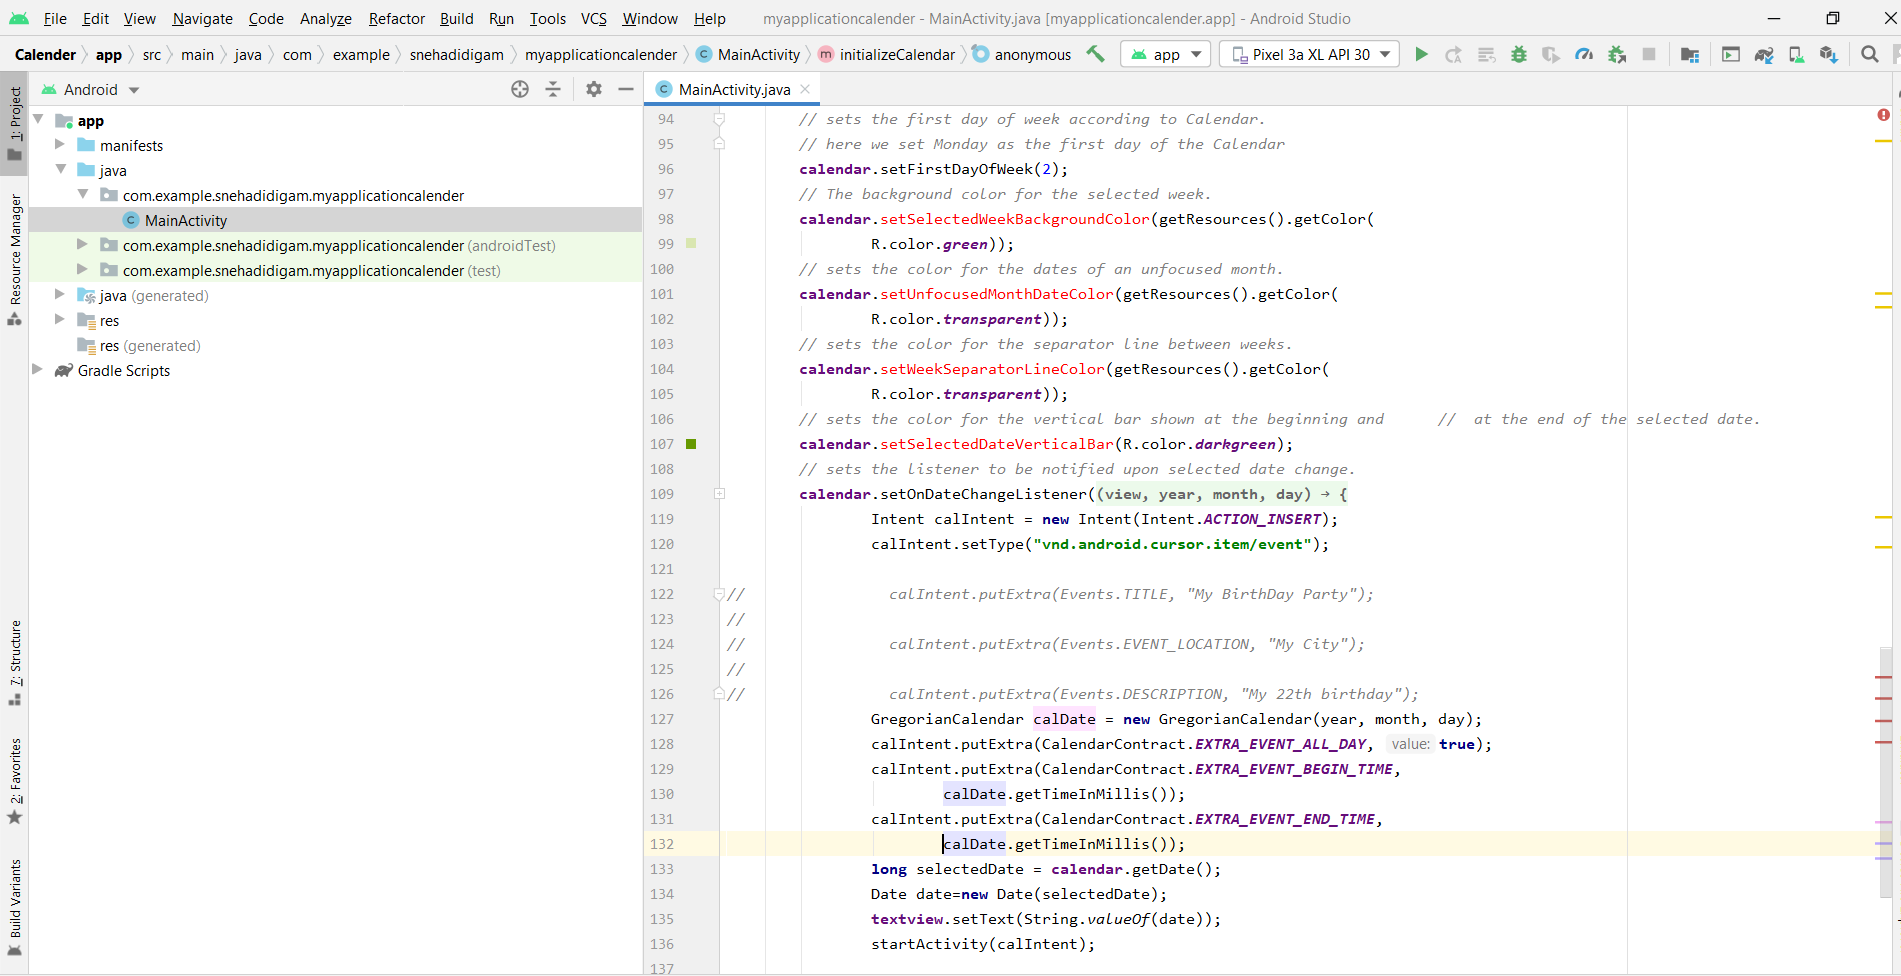 File Edit View Navigate Code Analyze Refactor Build Run Tools VCS Window Help myapplicationcalender - MainActivity.java [myapplicationcalender.app] - Android Studio
Calender app src main java com example snehadidigam myapplicationcalender MainActivity initializeCalendar anonymous app Pixel 3a XL API 30
Android
MainActivity.java
1: Project
Resource Manager
7: Structure
2: Favorites
Build Variants
app
manifests
java
com.example.snehadidigam.myapplicationcalender
MainActivity
com.example.snehadidigam.myapplicationcalender (androidTest)
com.example.snehadidigam.myapplicationcalender (test)
java (generated)
res
res (generated)
Gradle Scripts
94 // sets the first day of week according to Calendar.
95 // here we set Monday as the first day of the Calendar
96 calendar.setFirstDayOfWeek(2);
97 // The background color for the selected week.
98 calendar.setSelectedWeekBackgroundColor(getResources().getColor(
99 R.color.green));
100 // sets the color for the dates of an unfocused month.
101 calendar.setUnfocusedMonthDateColor(getResources().getColor(
102 R.color.transparent));
103 // sets the color for the separator line between weeks.
104 calendar.setWeekSeparatorLineColor(getResources().getColor(
105 R.color.transparent));
106 // sets the color for the vertical bar shown at the beginning and // at the end of the selected date.
107 calendar.setSelectedDateVerticalBar(R.color.darkgreen);
108 // sets the listener to be notified upon selected date change.
109 calendar.setOnDateChangeListener((view, year, month, day) → {
119 Intent calIntent = new Intent(Intent.ACTION_INSERT);
120 calIntent.setType("vnd.android.cursor.item/event");
121
122 // calIntent.putExtra(Events.TITLE, "My BirthDay Party");
123 //
124 // calIntent.putExtra(Events.EVENT_LOCATION, "My City");
125 //
126 // calIntent.putExtra(Events.DESCRIPTION, "My 22th birthday");
127 GregorianCalendar calDate = new GregorianCalendar(year, month, day);
128 calIntent.putExtra(CalendarContract.EXTRA_EVENT_ALL_DAY, value: true);
129 calIntent.putExtra(CalendarContract.EXTRA_EVENT_BEGIN_TIME,
130 calDate.getTimeInMillis());
131 calIntent.putExtra(CalendarContract.EXTRA_EVENT_END_TIME,
132 calDate.getTimeInMillis());
133 long selectedDate = calendar.getDate();
134 Date date=new Date(selectedDate);
135 textview.setText(String.valueOf(date));
136 startActivity(calIntent);
137